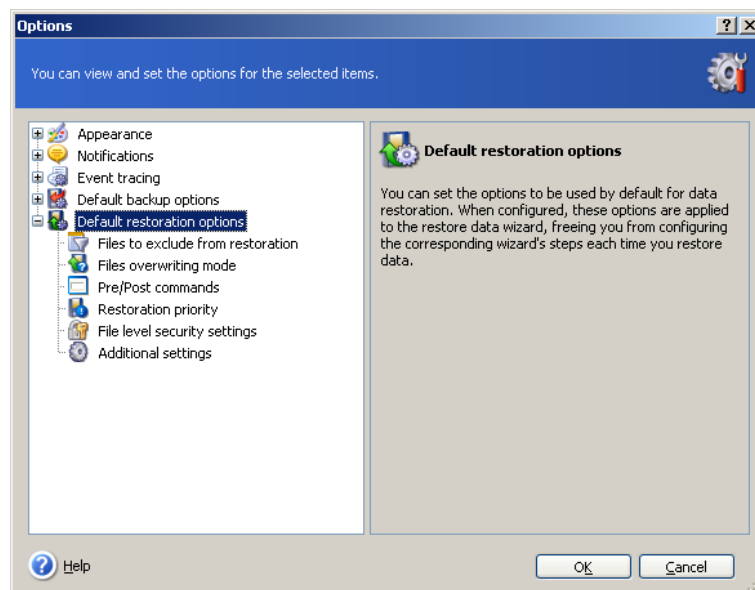 Options
You can view and set the options for the selected items.
Appearance
Notifications
Event tracing
Default backup options
Default restoration options
Files to exclude from restoration
Files overwriting mode
Pre/Post commands
Restoration priority
File level security settings
Additional settings
Default restoration options
You can set the options to be used by default for data
restoration. When configured, these options are applied
to the restore data wizard, freeing you from configuring
the corresponding wizard's steps each time you restore
data.
Help
OK
Cancel